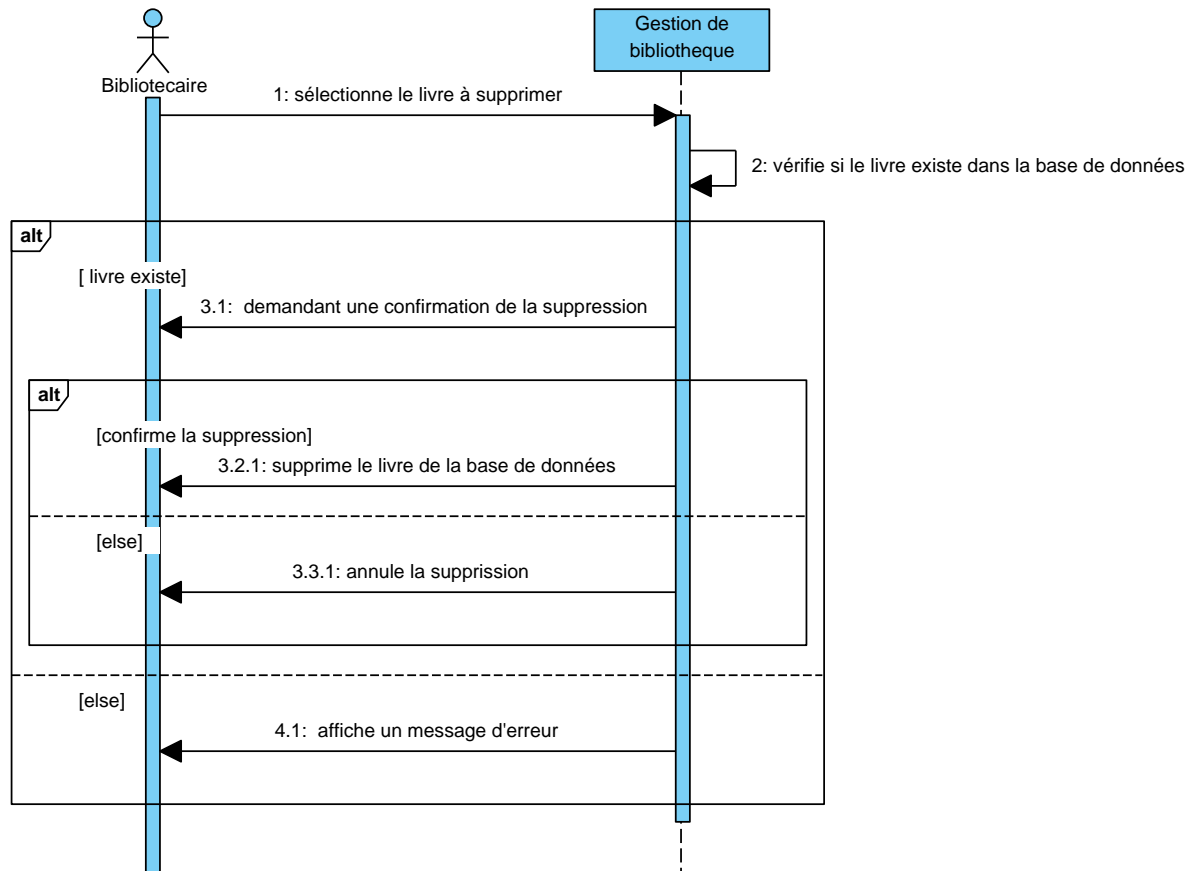 Gestion de
bibliotheque
Bibliotecaire
1: sélectionne le livre à supprimer
2: vérifie si le livre existe dans la base de données
alt
[ livre existe]
3.1:  demandant une confirmation de la suppression
alt
[confirme la suppression]
3.2.1: supprime le livre de la base de données
[else]
3.3.1: annule la supprission
[else]
4.1:  affiche un message d'erreur